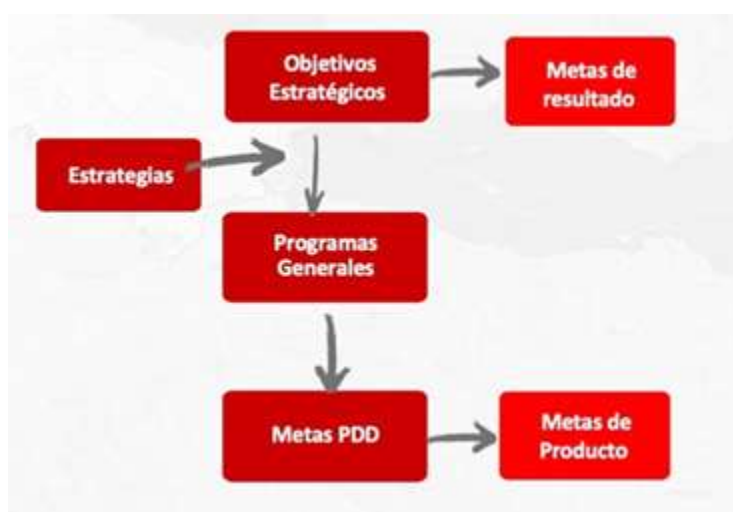 Objetivos
Estratégicos
Metas de
resultado
Estrategias
Programas
Generales
Metas PDD
Metas de
Producto